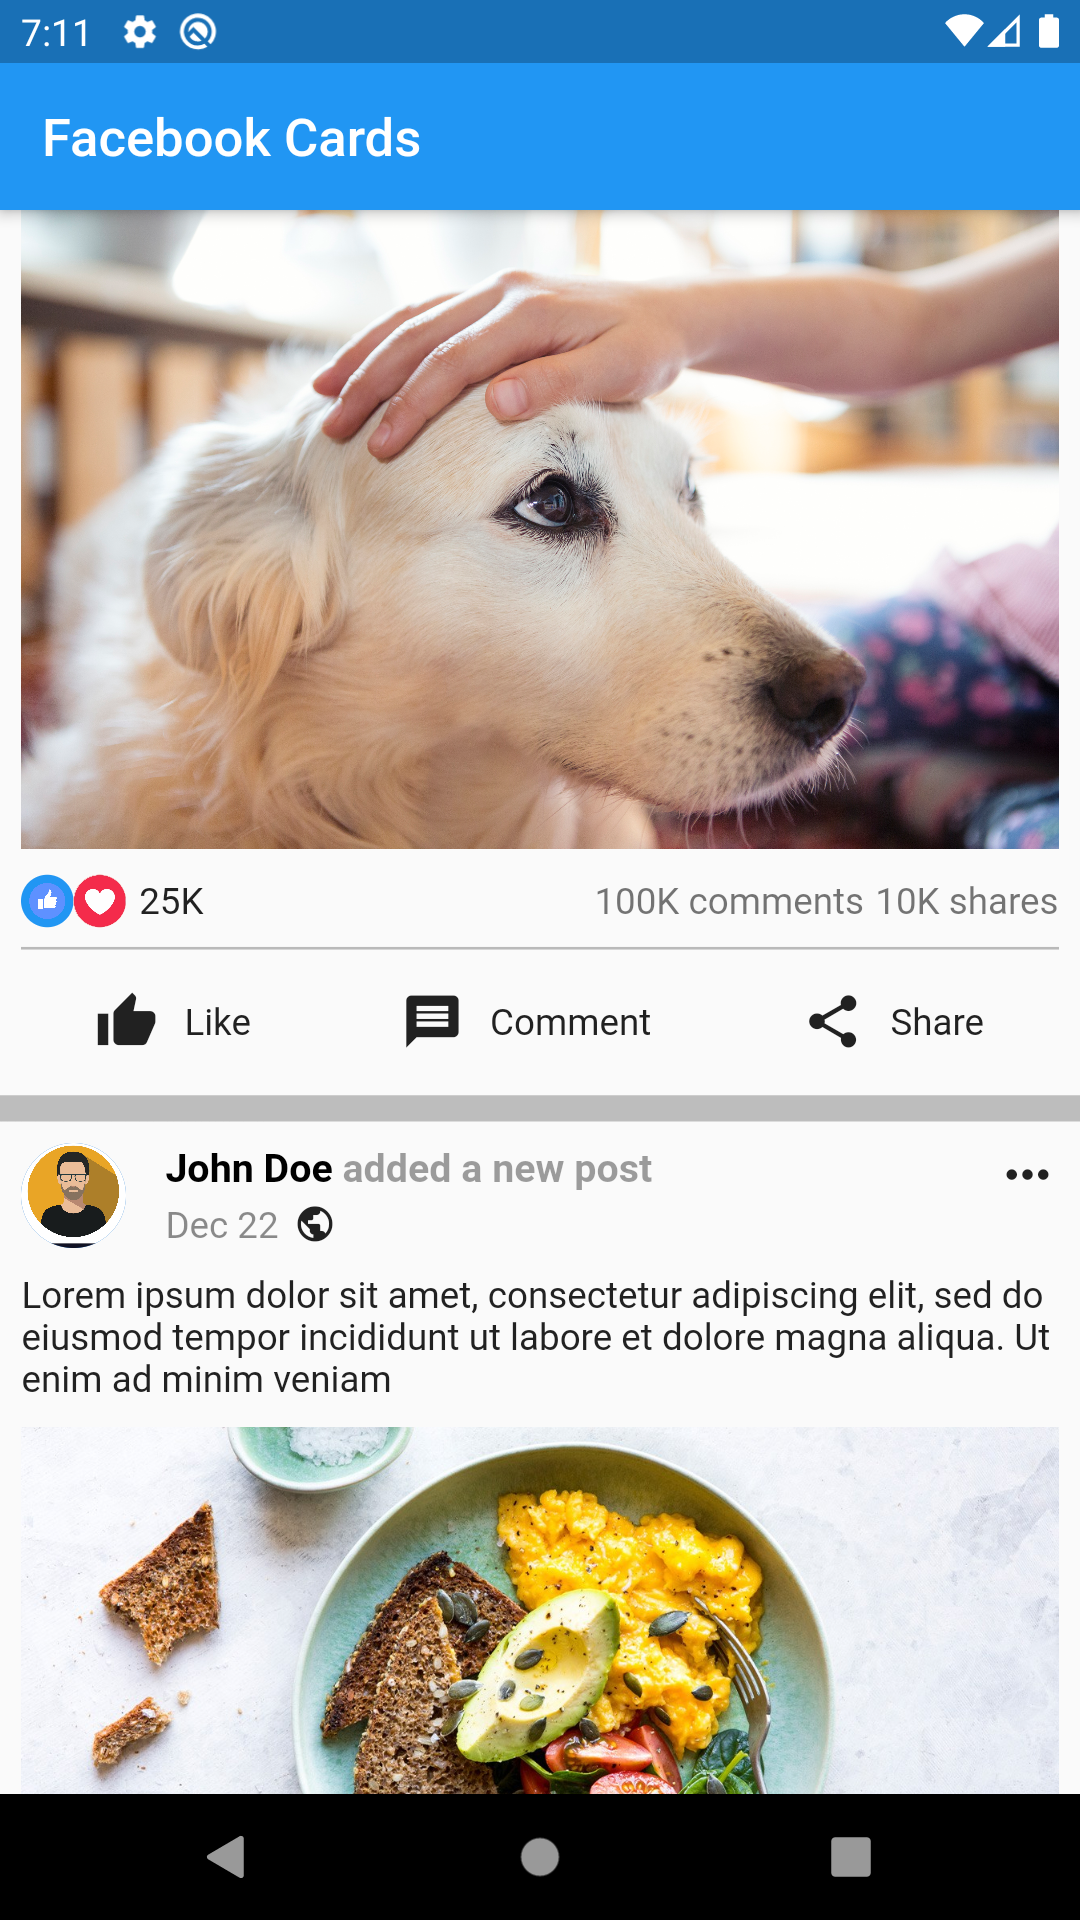 7:11
Facebook Cards
25K 100K comments 10K shares
Like Comment Share
John Doe added a new post
Dec 22
Lorem ipsum dolor sit amet, consectetur adipiscing elit, sed do
eiusmod tempor incididunt ut labore et dolore magna aliqua. Ut
enim ad minim veniam